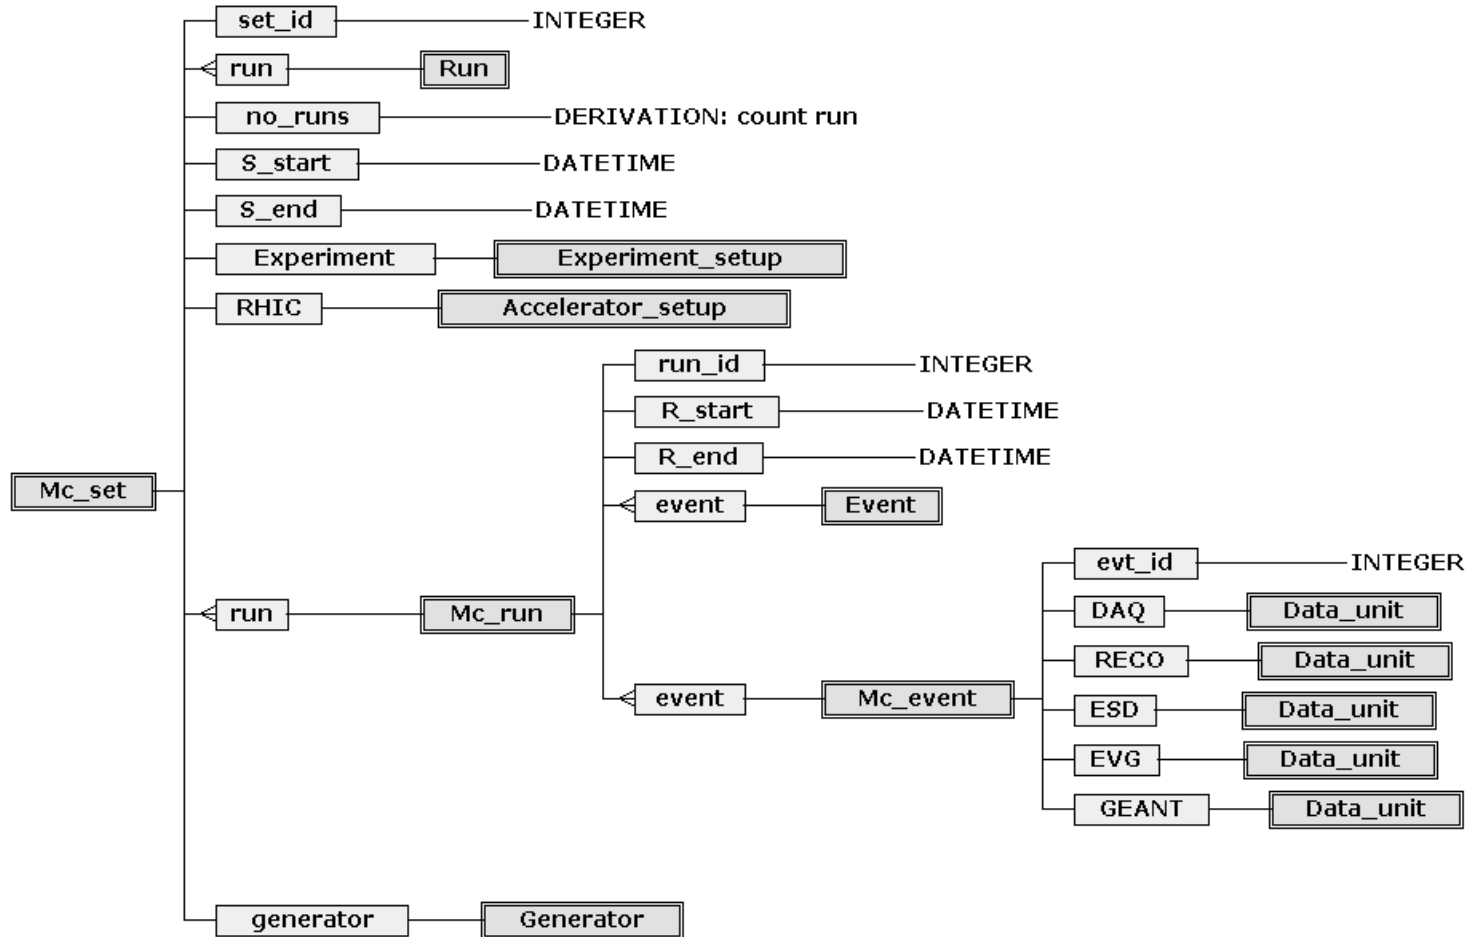 set_id INTEGER
run Run
no_runs DERIVATION: count run
S_start DATETIME
S_end DATETIME
Experiment Experiment_setup
RHIC Accelerator_setup
run_id INTEGER
R_start DATETIME
R_end DATETIME
Mc_set
event Event
evt_id INTEGER
DAQ Data_unit
run Mc_run
RECO Data_unit
event Mc_event
ESD Data_unit
EVG Data_unit
GEANT Data_unit
generator Generator